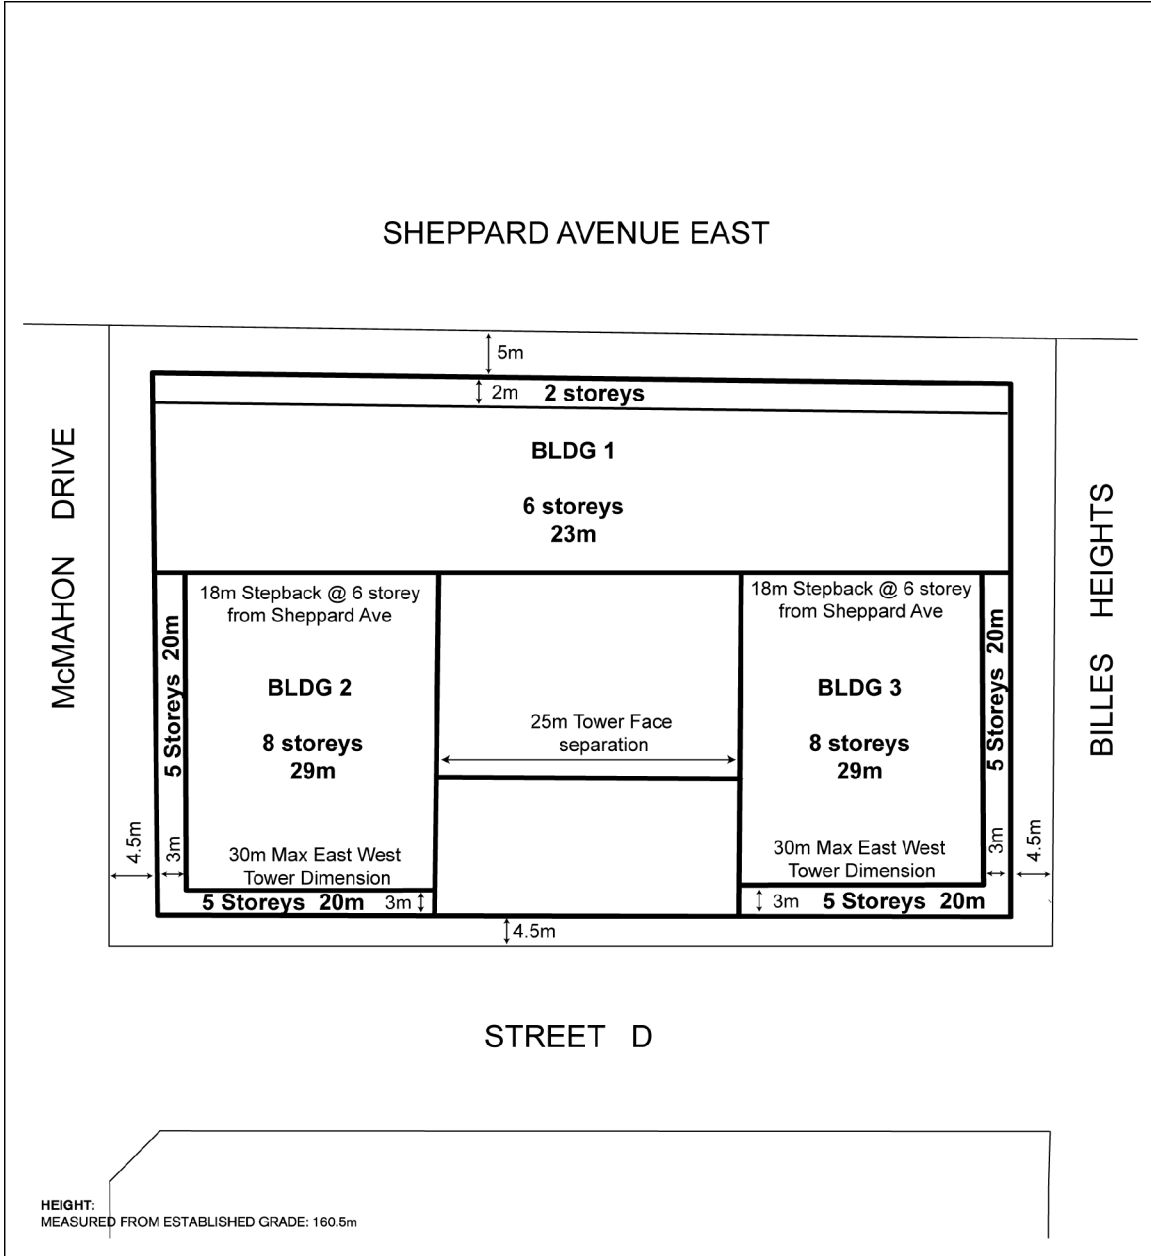 SHEPPARD AVENUE EAST
5m
2m 2 storeys
BLDG 1
6 storeys
23m
McMAHON DRIVE
BILLES HEIGHTS
18m Stepback @ 6 storey
from Sheppard Ave
18m Stepback @ 6 storey
from Sheppard Ave
5 Storeys 20m
BLDG 2
8 storeys
29m
25m Tower Face
separation
BLDG 3
8 storeys
29m
5 Storeys 20m
4.5m
3m
30m Max East West
Tower Dimension
30m Max East West
Tower Dimension
3m
4.5m
5 Storeys 20m 3m
3m 5 Storeys 20m
4.5m
STREET D
HEIGHT:
MEASURED FROM ESTABLISHED GRADE: 160.5m